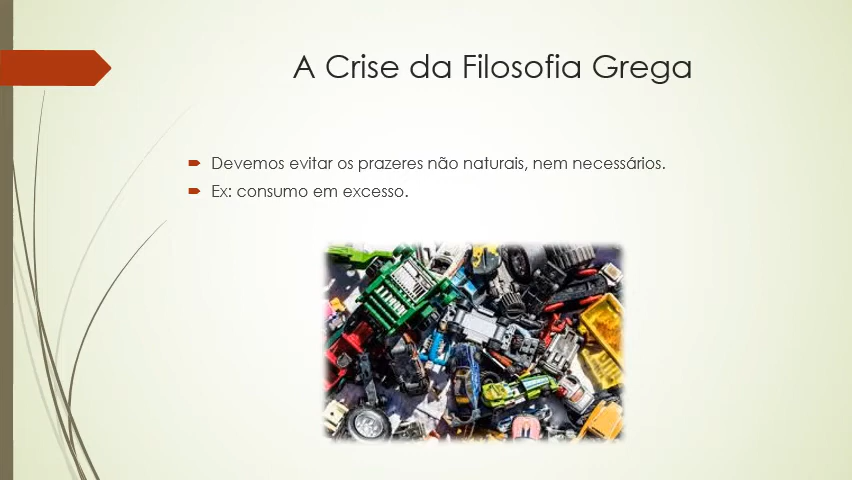 A Crise da Filosofia Grega
Devemos evitar os prazeres não naturais, nem necessários.
Ex: consumo em excesso.